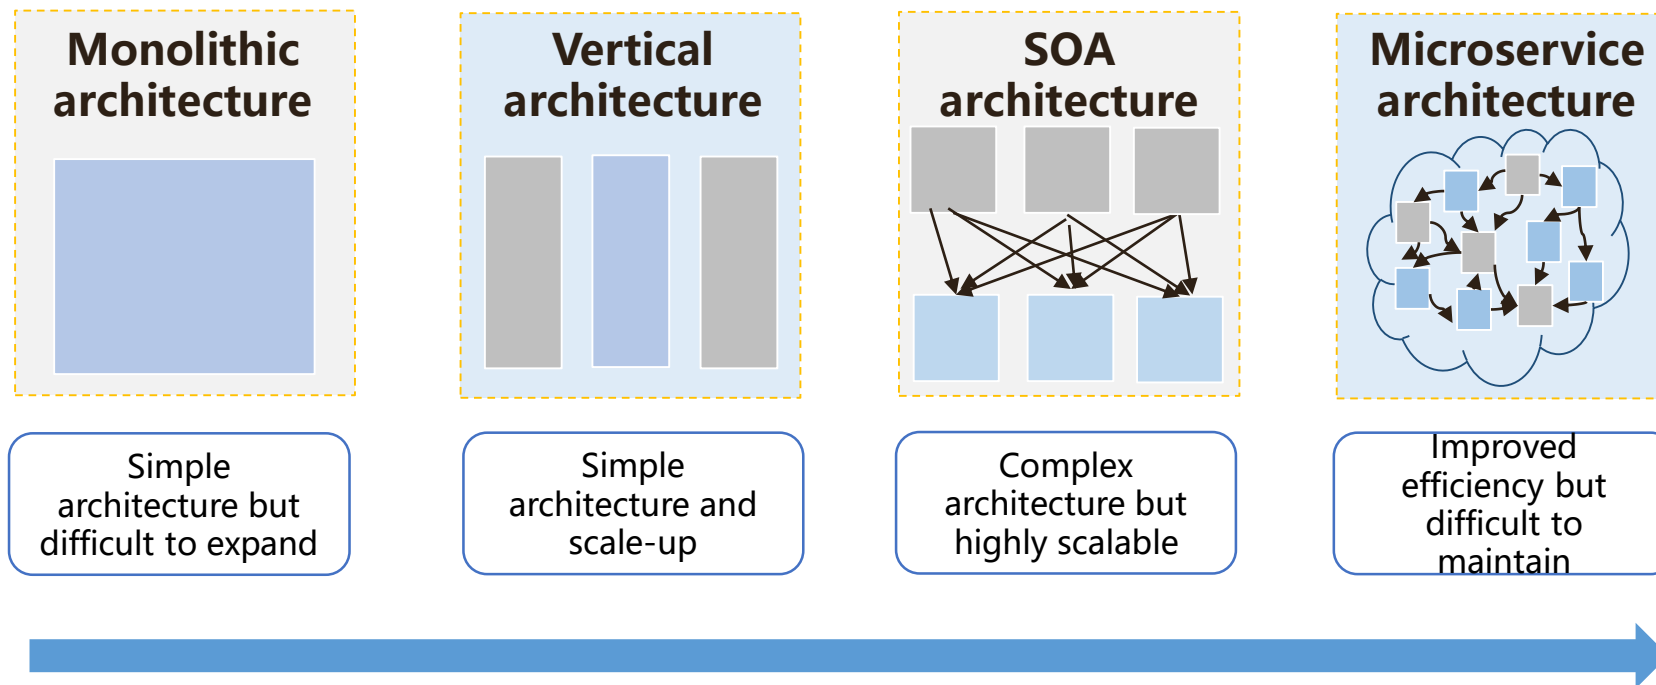 Monolithic
architecture
Vertical
architecture
SOA
architecture
Microservice
architecture
Simple
architecture but
difficult to expand
Simple
architecture and
scale-up
Complex
architecture but
highly scalable
Improved
efficiency but
difficult to
maintain